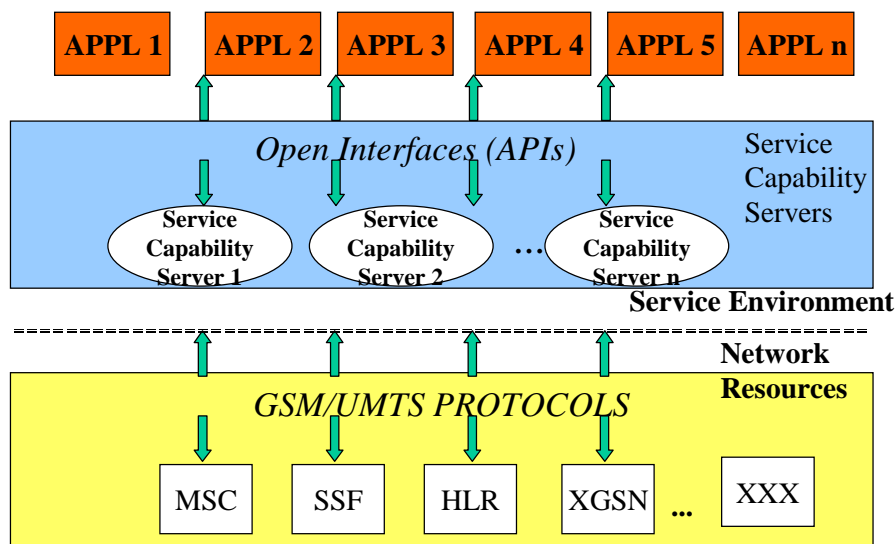 APPL 1 APPL 2 APPL 3 APPL 4 APPL 5 APPL n
Open Interfaces (APIs)
Service
Capability
Servers
Service
Capability
Server 1
Service
Capability
Server 2
...
Service
Capability
Server n
Service Environment
Network
Resources
GSM/UMTS PROTOCOLS
MSC SSF HLR XGSN ... XXX